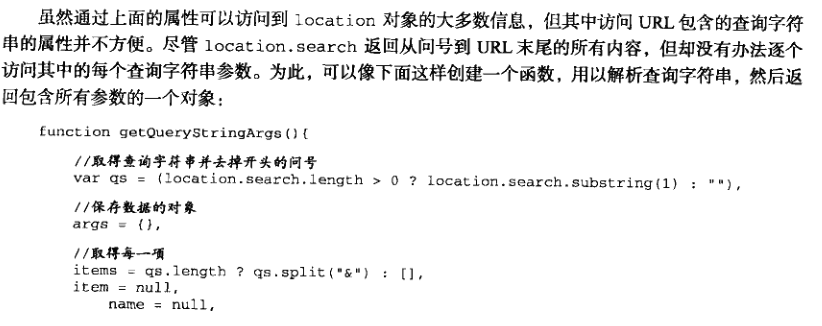 虽然通过上面的属性可以访问到 location 对象的大多数信息，但其中访问 URL 包含的查询字符
串的属性并不方便。尽管 location.search 返回从问号到 URL 末尾的所有内容，但却没有办法逐个
访问其中的每个查询字符串参数。为此，可以像下面这样创建一个函数，用以解析查询字符串，然后返
回包含所有参数的一个对象：
function getQueryStringArgs(){
//取得查询字符串并去掉开头的问号
var qs = (location.search.length > 0 ? location.search.substring(1) : ""),
//保存数据的对象
args = {},
//取得每一项
items = qs.length ? qs.split("&") : [],
item = null,
name = null,